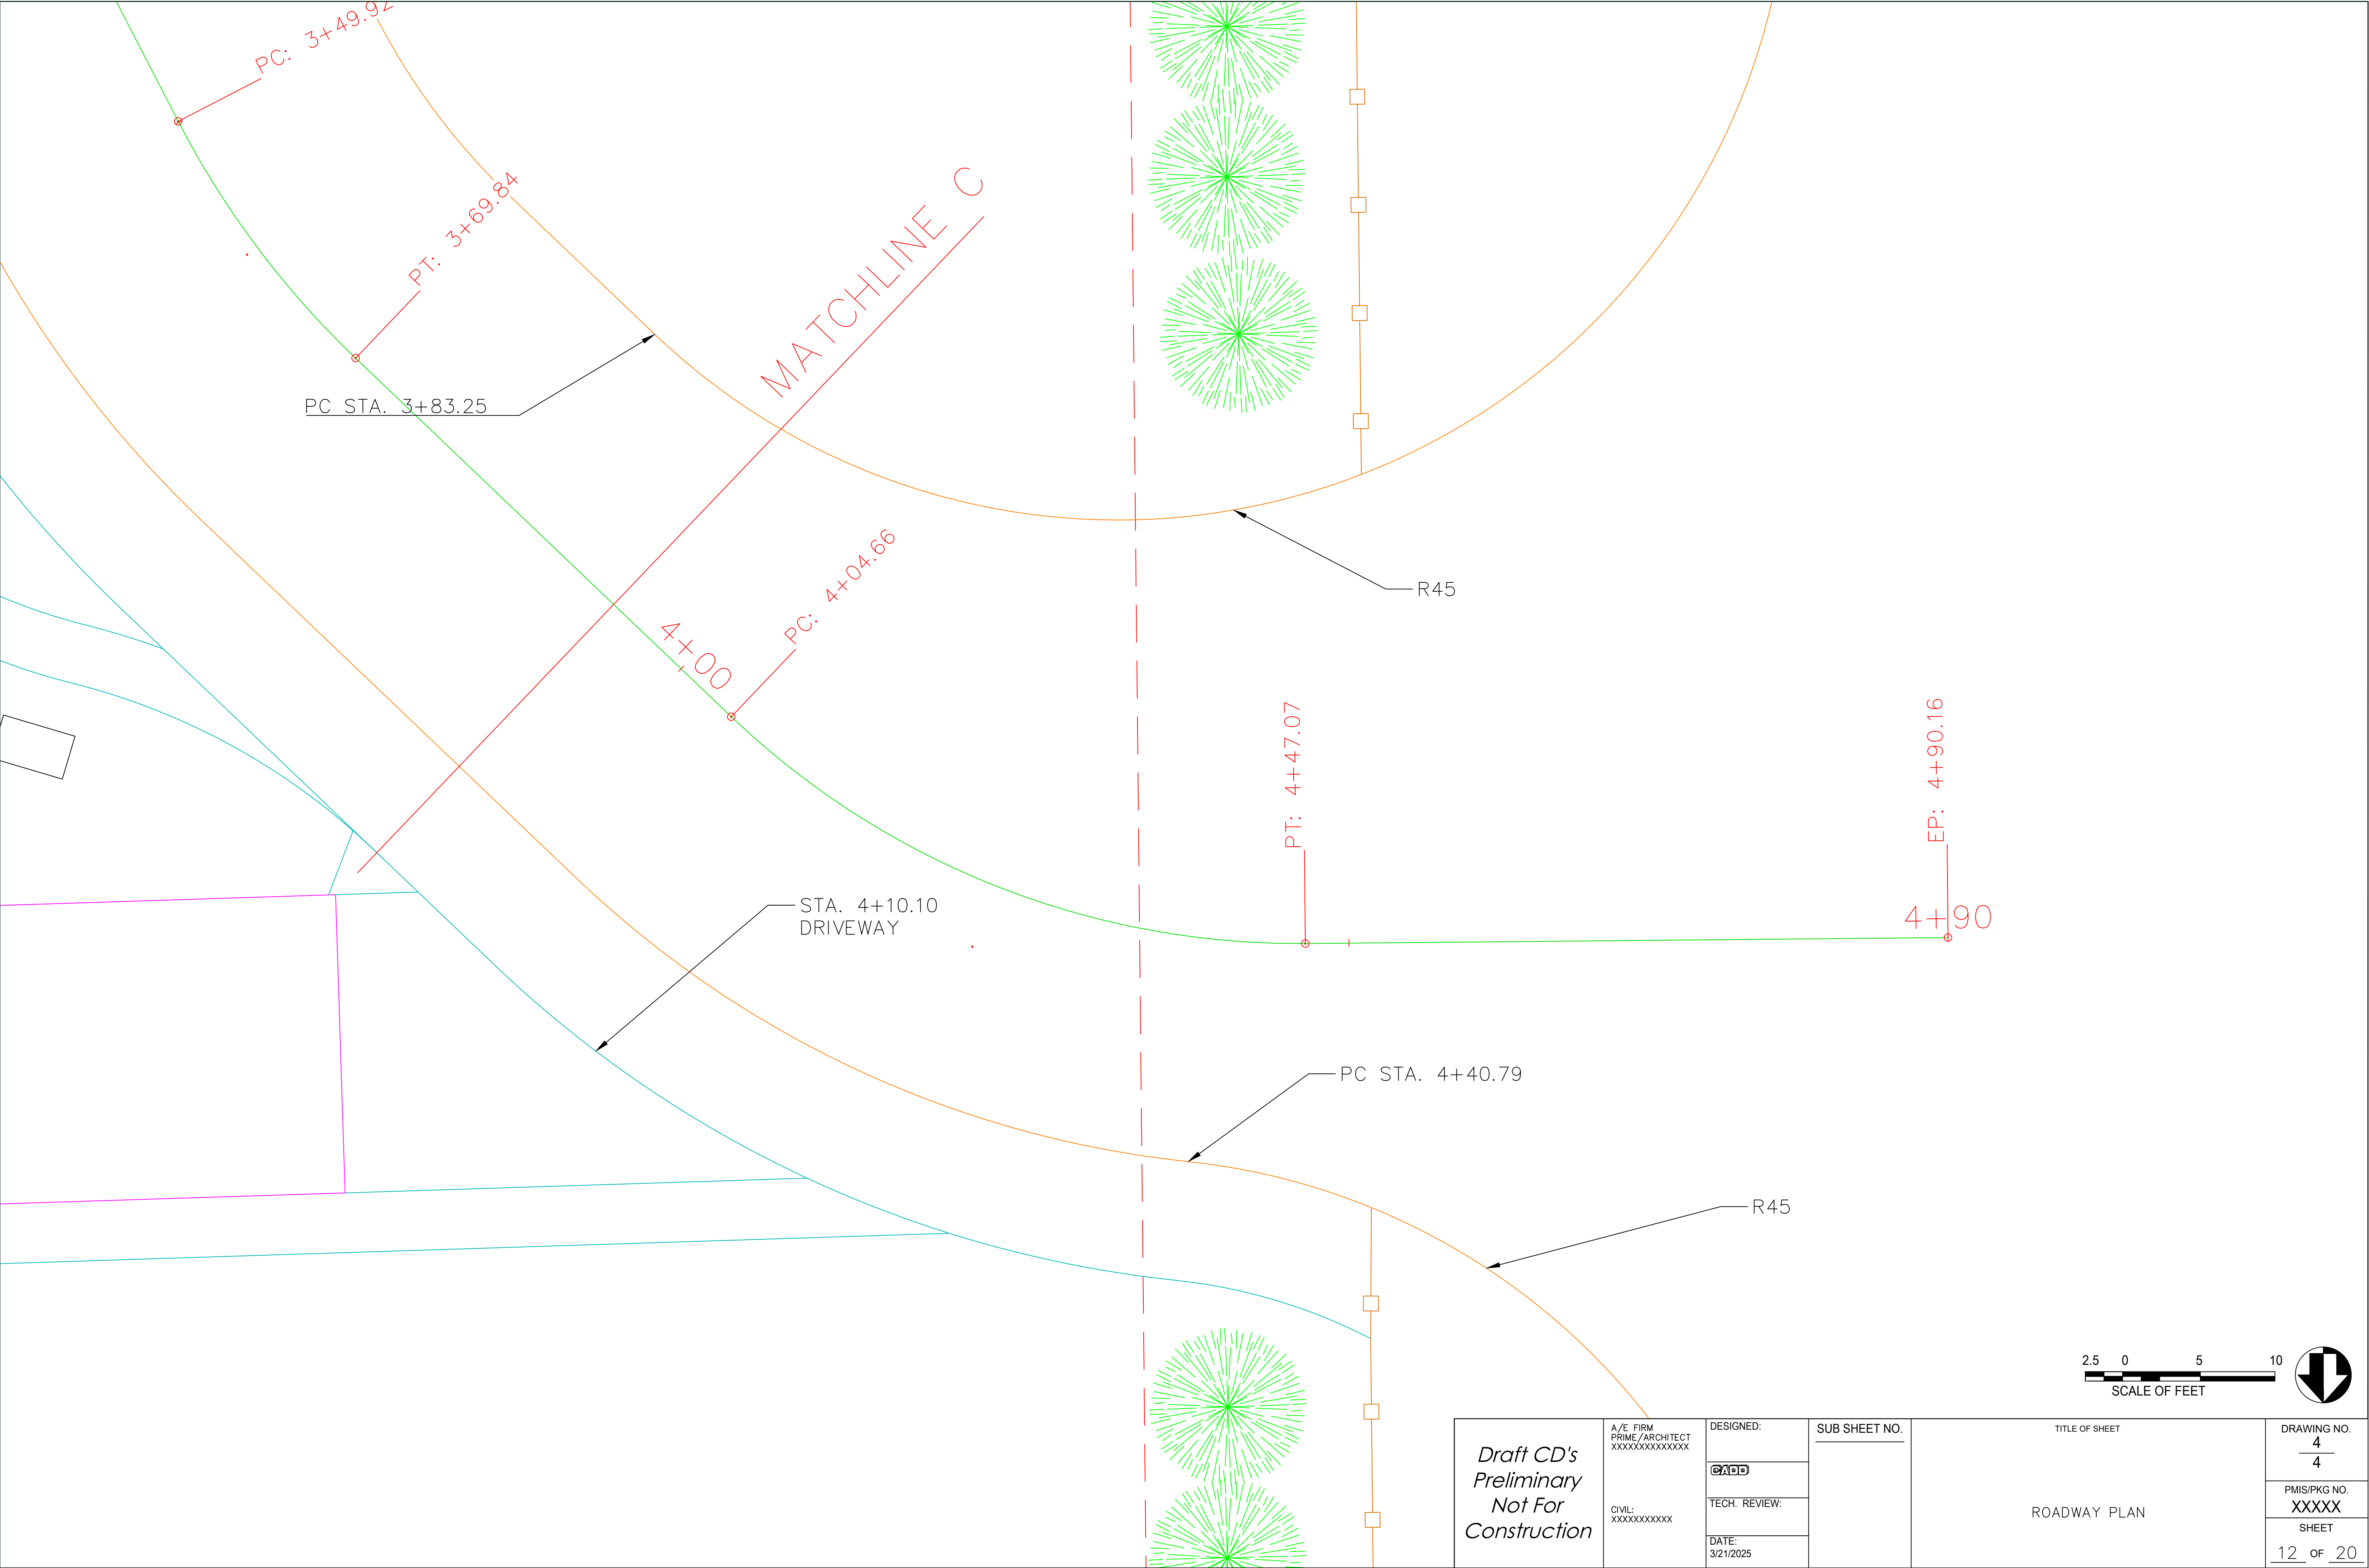 PC: 3+49.92
PT: 3+69.84
MATCHLINE C
PC STA. 3+83.25
R45
PC: 4+04.66
4+00
PT: 4+47.07
EP: 4+90.16
4+90
STA. 4+10.10
DRIVEWAY
PC STA. 4+40.79
R45
2.5 0 5 10
SCALE OF FEET
Draft CD's
Preliminary
Not For
Construction
A/E FIRM
PRIME/ARCHITECT
XXXXXXXXXXXXXX
CIVIL:
XXXXXXXXXXX
DESIGNED:
CADD
TECH. REVIEW:
DATE:
3/21/2025
SUB SHEET NO.
TITLE OF SHEET
ROADWAY PLAN
DRAWING NO.
4
4
PMIS/PKG NO.
XXXXX
SHEET
12 OF 20